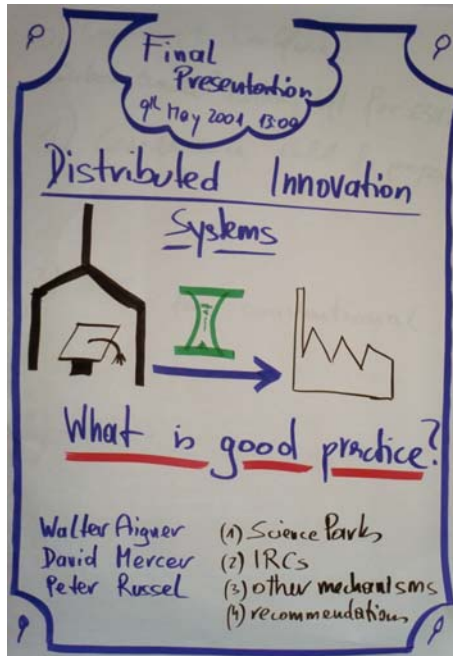 Final
Presentation
9th May 2001 13:00
Distributed Innovation
Systems
What is good practice?
Walter Aigner
David Mercer
Peter Russel
(1) Science Parks
(2) IRCs
(3) other mechanisms
(4) recommendations